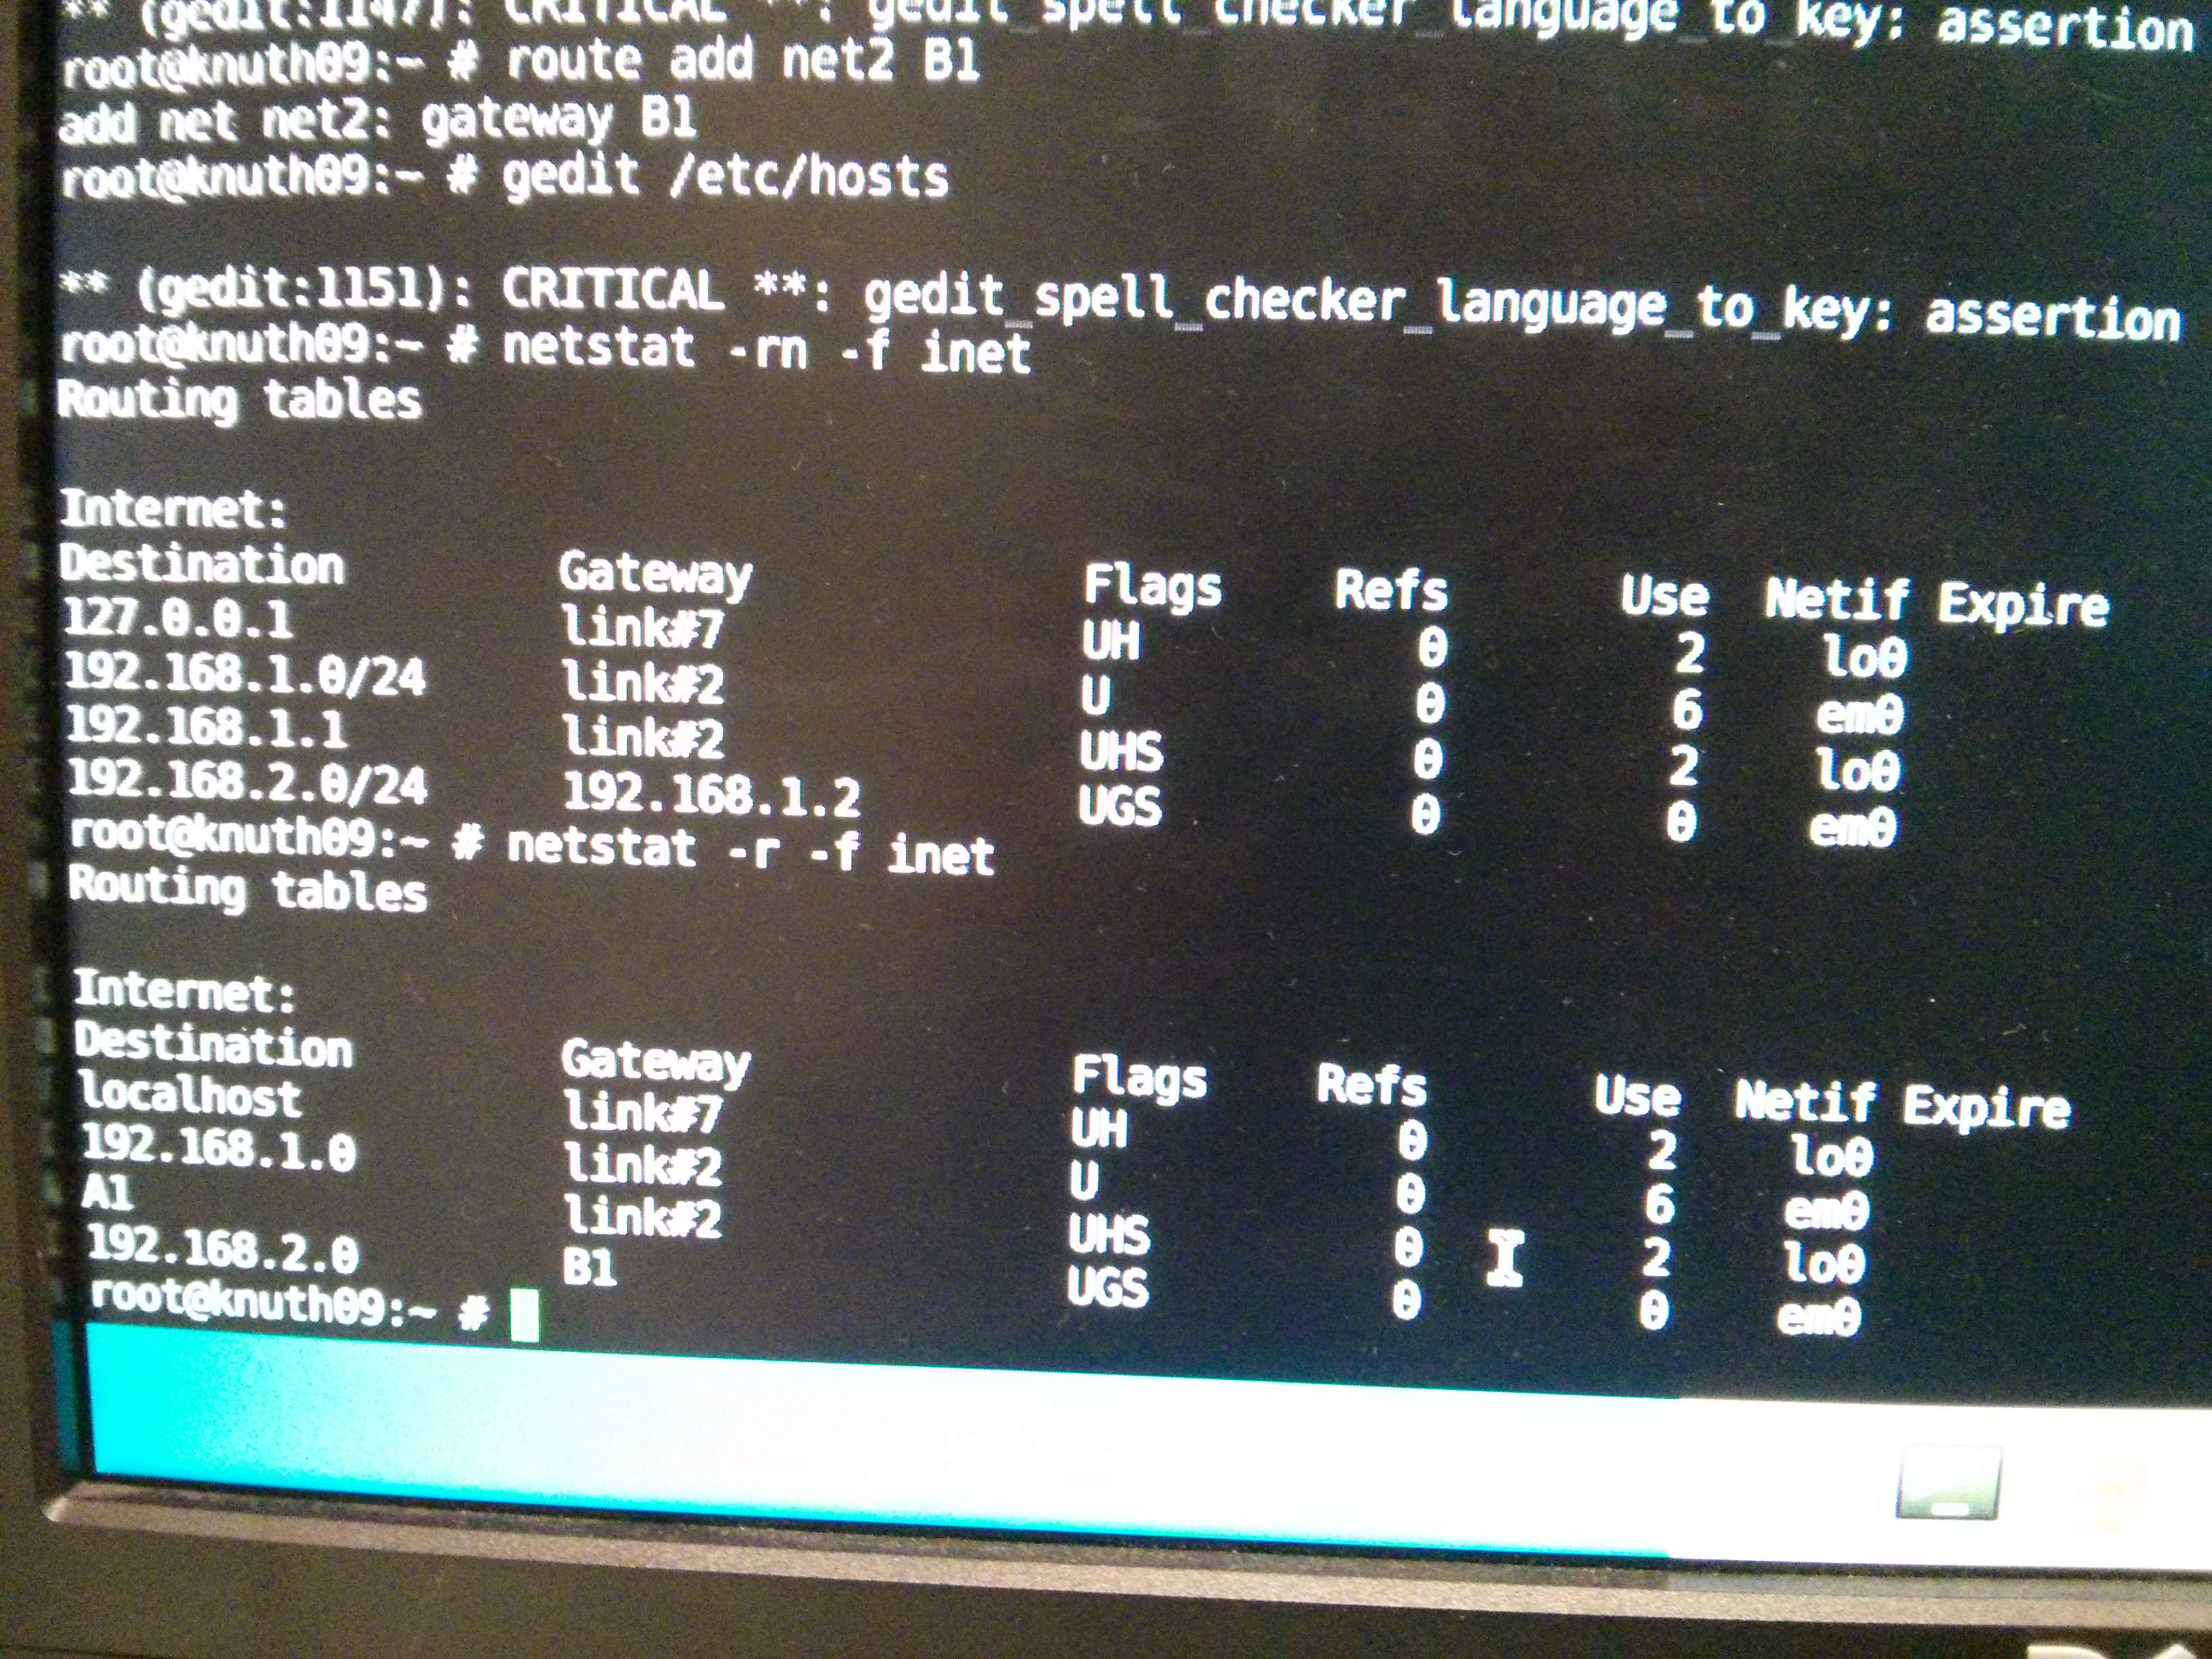 ** (gedit:1147): CRITICAL **: gedit_spell_checker_language_to_key: assertion
root@knuth09:~ # route add net2 B1
add net net2: gateway B1
root@knuth09:~ # gedit /etc/hosts
** (gedit:1151): CRITICAL **: gedit_spell_checker_language_to_key: assertion
root@knuth09:~ # netstat -rn -f inet
Routing tables
Internet:
Destination Gateway Flags Refs Use Netif Expire
127.0.0.1 link#7 UH 0 2 lo0
192.168.1.0/24 link#2 U 0 6 em0
192.168.1.1 link#2 UHS 0 2 lo0
192.168.2.0/24 192.168.1.2 UGS 0 0 em0
root@knuth09:~ # netstat -r -f inet
Routing tables
Internet:
Destination Gateway Flags Refs Use Netif Expire
localhost link#7 UH 0 2 lo0
192.168.1.0 link#2 U 0 6 em0
A1 link#2 UHS 0 2 lo0
192.168.2.0 B1 UGS 0 0 em0
root@knuth09:~ #